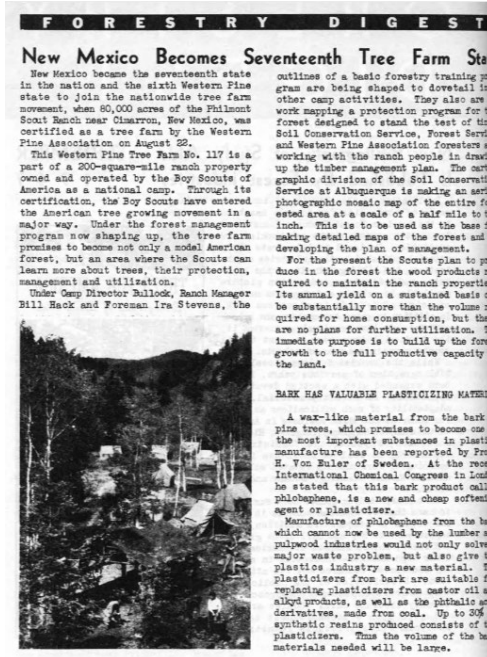 FORESTRY DIGEST
New Mexico Becomes Seventeenth Tree Farm
New Mexico became the seventeenth state
in the nation and the sixth Western Pine
state to join the nationwide tree farm
movement, when 80,000 acres of the Philmont
Scout Ranch near Cimarron, New Mexico, was
certified as a tree farm by the Western
Pine Association on August 22.
This Western Pine Tree Farm No. 117 is a
part of a 200-square-mile ranch property
owned and operated by the Boy Scouts of
America as a national camp. Through its
certification, the Boy Scouts have entered
the American tree growing movement in a
major way. Under the forest management
program now shaping up, the tree farm
promises to become not only a model American
forest, but an area where the Scouts can
learn more about trees, their protection,
management and utilization.
Under Camp Director Bullock, Ranch Manager
Bill Hack and Foreman Ira Stevens, the
outlines of a basic forestry training
gram are being shaped to dovetail
other camp activities. They also are
work mapping a protection program for
forest designed to stand the test of
Soil Conservation Service, Forest
and Western Pine Association foresters
working with the ranch people in
up the timber management plan. The
graphic division of the Soil
Service at Albuquerque is making an
photographic mosaic map of the entire
ested area at a scale of a half mile to
inch. This is to be used as the base
making detailed maps of the forest and
developing the plan of management.
For the present the Scouts plan to
duce in the forest the wood products
quired to maintain the ranch
Its annual yield on a sustained basis
be substantially more than the volume
quired for home consumption, but
are no plans for further utilization.
immediate purpose is to build up the
growth to the full productive capacity
the land.
BARK HAS VALUABLE PLASTICIZING
A wax-like material from the bark
pine trees, which promises to become one
the most important substances in
manufacture has been reported by
H. Von Euler of Sweden. At the
International Chemical Congress in
he stated that this bark product
phlobaphene, is a new and cheap
agent or plasticizer.
Manufacture of phlobaphene from the
which cannot now be used by the lumber
pulpwood industries would not only
major waste problem, but also give
plastics industry a new material.
plasticizers from bark are suitable
replacing plasticizers from castor oil
alkyd products, as well as the phthalic
derivatives, made from coal. Up to 30%
synthetic resins produced consists of
plasticizers. Thus the volume of the
materials needed will be large.